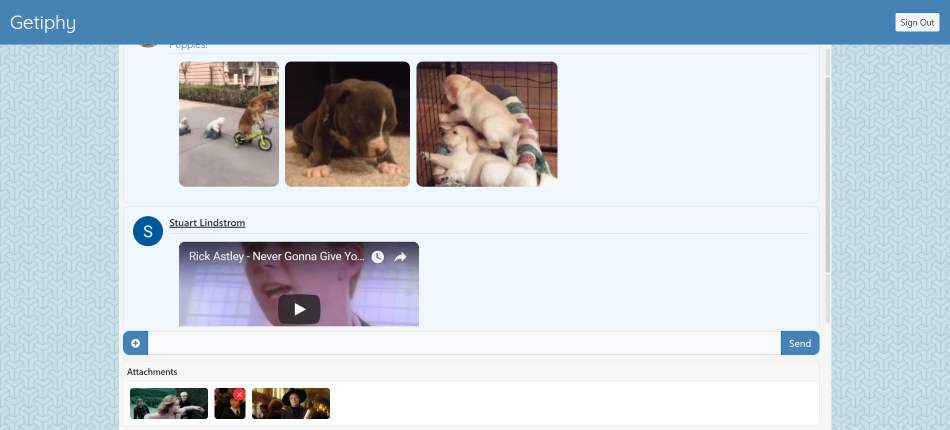 Getiphy
Sign Out
Puppies!
S
Stuart Lindstrom
Rick Astley - Never Gonna Give Yo...
Send
Attachments